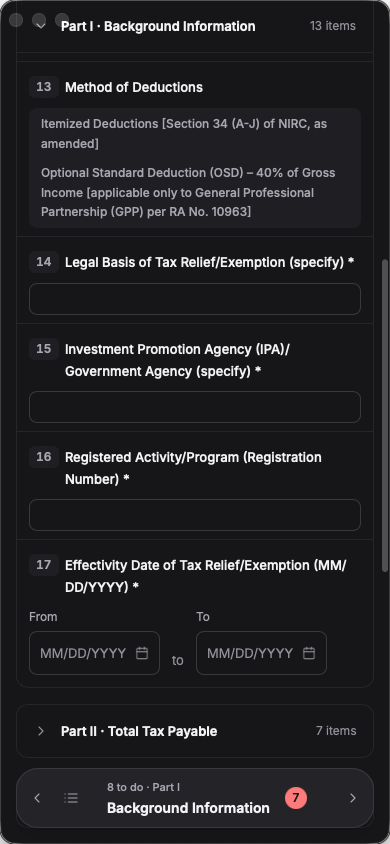 Part I · Background Information
13 items
13 Method of Deductions
Itemized Deductions [Section 34 (A-J) of NIRC, as
amended]
Optional Standard Deduction (OSD) – 40% of Gross
Income [applicable only to General Professional
Partnership (GPP) per RA No. 10963]
14 Legal Basis of Tax Relief/Exemption (specify) *
15 Investment Promotion Agency (IPA)/
Government Agency (specify) *
16 Registered Activity/Program (Registration
Number) *
17 Effectivity Date of Tax Relief/Exemption (MM/
DD/YYYY) *
From To
MM/DD/YYYY to MM/DD/YYYY
Part II · Total Tax Payable 7 items
8 to do · Part I
Background Information 7